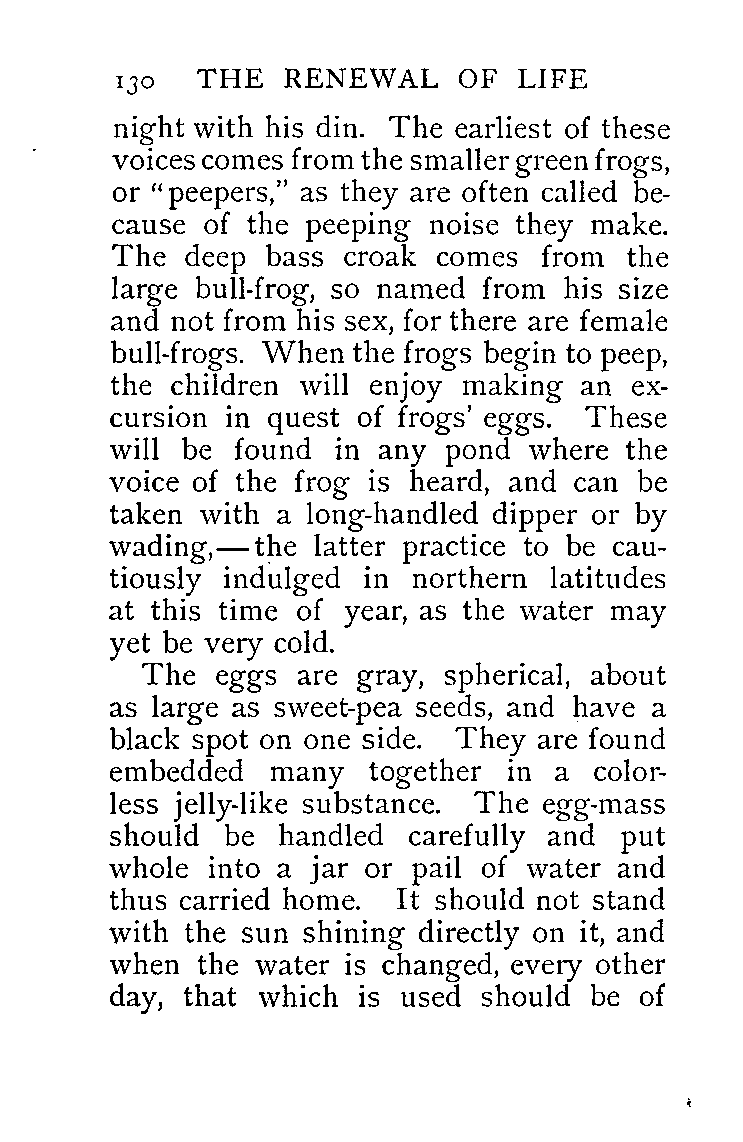 130 THE RENEWAL OF LIFE
night with his din. The earliest of these
voices comes from the smaller green frogs,
or “peepers,” as they are often called be-
cause of the peeping noise they make.
The deep bass croak comes from the
large bull-frog, so named from his size
and not from his sex, for there are female
bull-frogs. When the frogs begin to peep,
the children will enjoy making an ex-
cursion in quest of frogs’ eggs. These
will be found in any pond where the
voice of the frog is heard, and can be
taken with a long-handled dipper or by
wading,—the latter practice to be cau-
tiously indulged in northern latitudes
at this time of year, as the water may
yet be very cold.
The eggs are gray, spherical, about
as large as sweet-pea seeds, and have a
black spot on one side. They are found
embedded many together in a color-
less jelly-like substance. The egg-mass
should be handled carefully and put
whole into a jar or pail of water and
thus carried home. It should not stand
with the sun shining directly on it, and
when the water is changed, every other
day, that which is used should be of